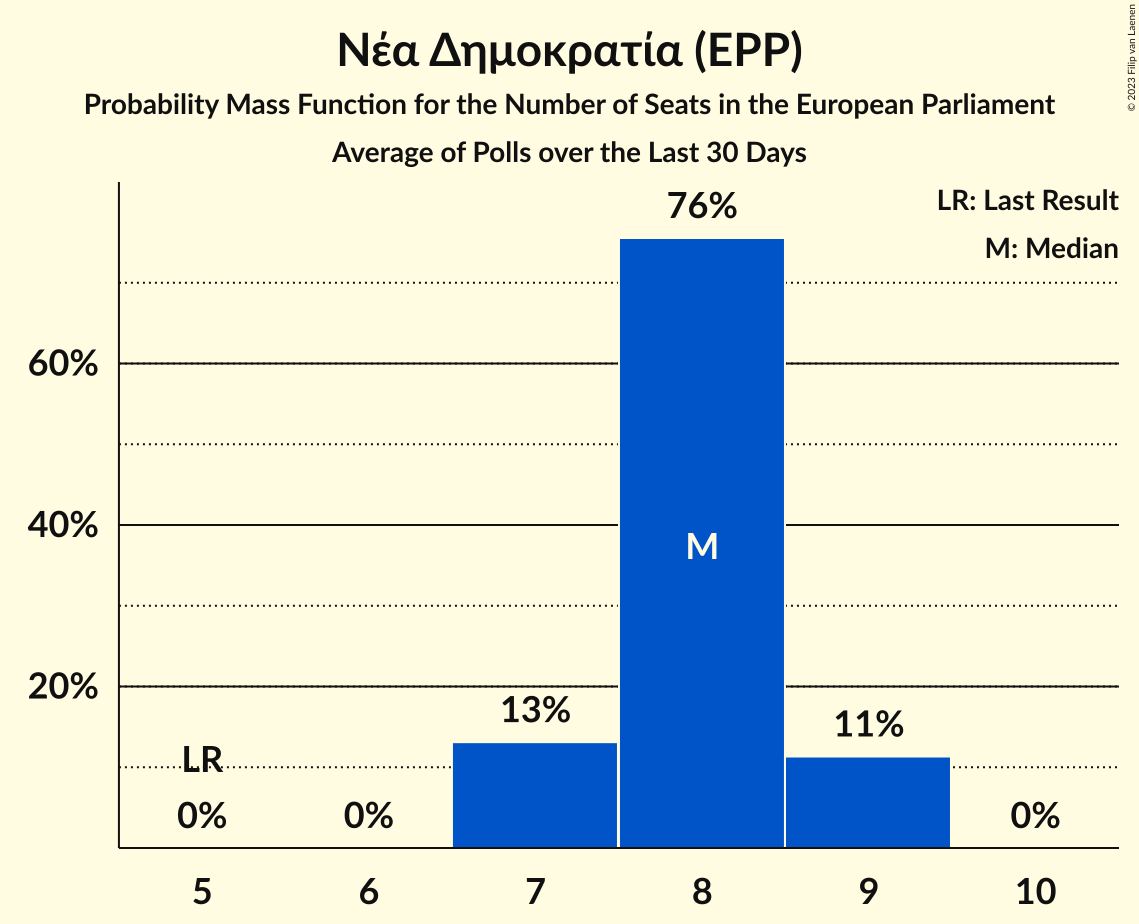 Νέα Δημοκρατία (EPP)
Probability Mass Function for the Number of Seats in the European Parliament
Average of Polls over the Last 30 Days
© 2023 Filip van Laenen
LR: Last Result
M: Median
76%
60%
40%
M
20%
13%
11%
LR
0%
0%
0%
5 6 7 8 9 10